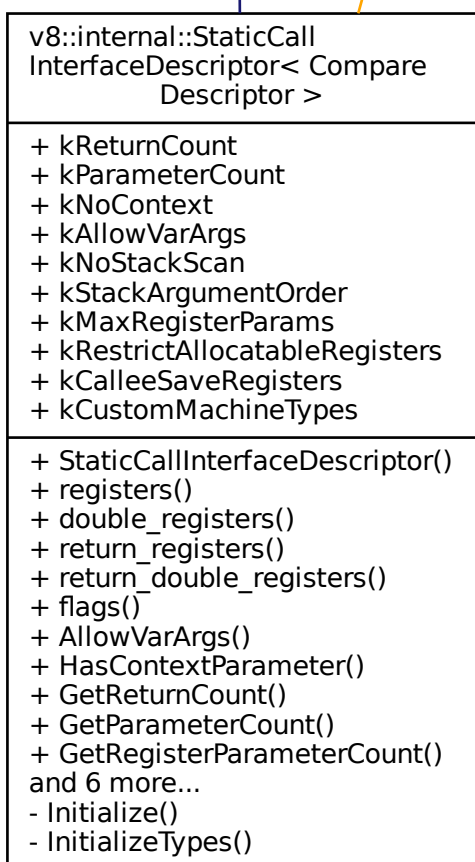 v8::internal::StaticCall
InterfaceDescriptor< Compare
Descriptor >
+ kReturnCount
+ kParameterCount
+ kNoContext
+ kAllowVarArgs
+ kNoStackScan
+ kStackArgumentOrder
+ kMaxRegisterParams
+ kRestrictAllocatableRegisters
+ kCalleeSaveRegisters
+ kCustomMachineTypes
+ StaticCallInterfaceDescriptor()
+ registers()
+ double_registers()
+ return_registers()
+ return_double_registers()
+ flags()
+ AllowVarArgs()
+ HasContextParameter()
+ GetReturnCount()
+ GetParameterCount()
+ GetRegisterParameterCount()
and 6 more...
- Initialize()
- InitializeTypes()